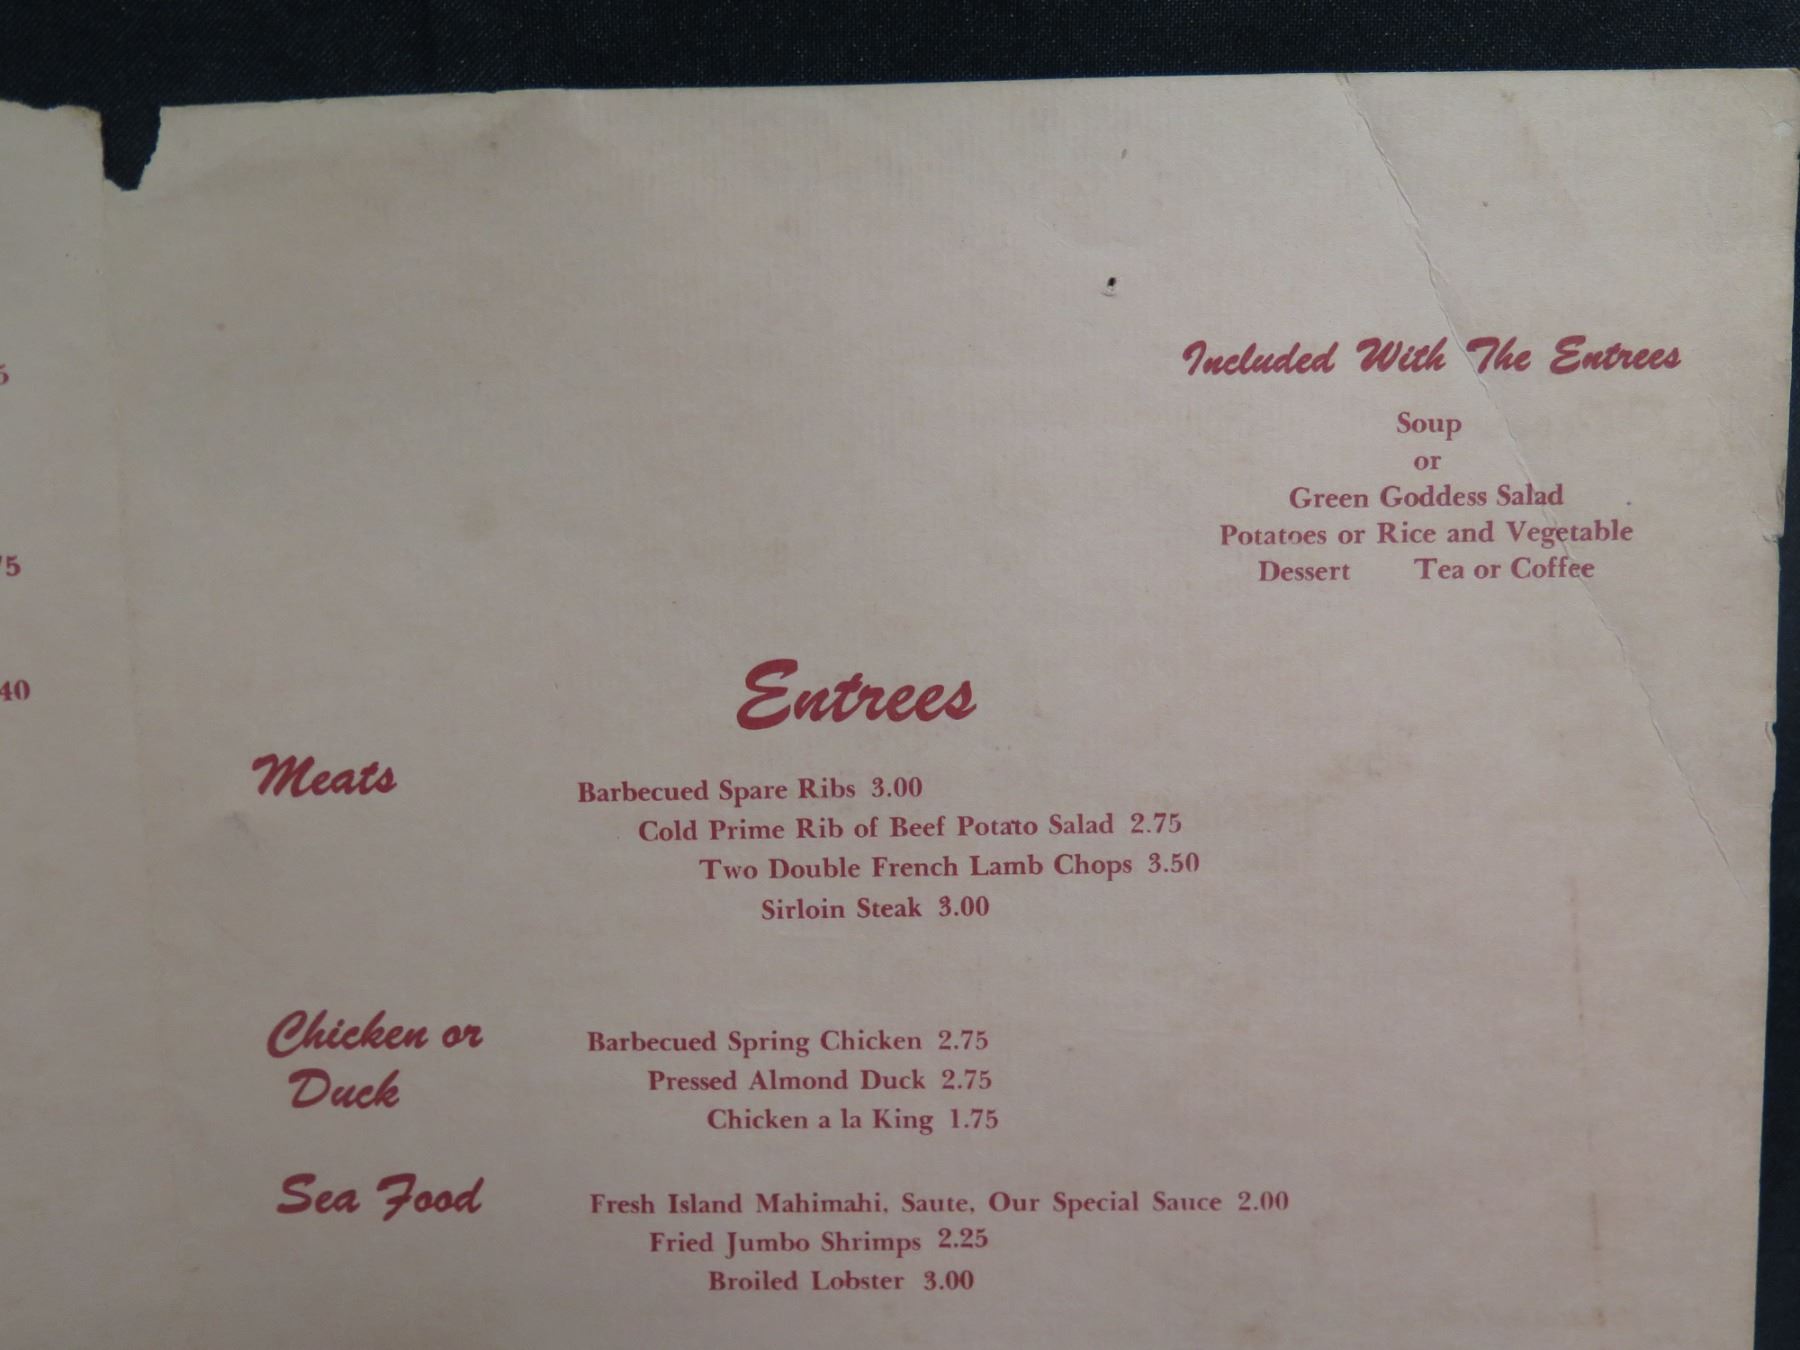 Included With The Entrees
Soup
or
Green Goddess Salad
Potatoes or Rice and Vegetable
Dessert Tea or Coffee
Entrees
Meats
Barbecued Spare Ribs 3.00
Cold Prime Rib of Beef Potato Salad 2.75
Two Double French Lamb Chops 3.50
Sirloin Steak 3.00
Chicken or
Duck
Barbecued Spring Chicken 2.75
Pressed Almond Duck 2.75
Chicken a la King 1.75
Sea Food
Fresh Island Mahimahi, Saute, Our Special Sauce 2.00
Fried Jumbo Shrimps 2.25
Broiled Lobster 3.00